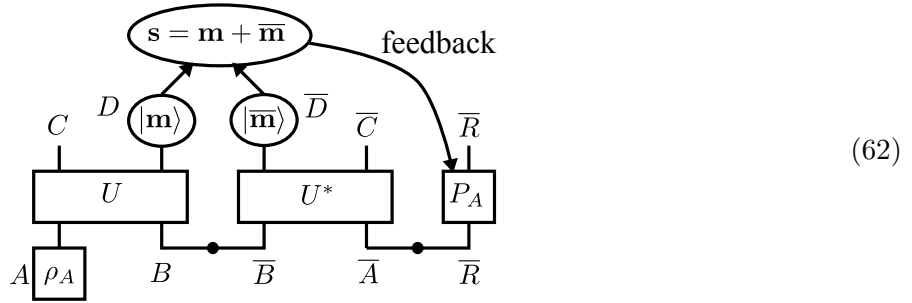 s = m + m̅
feedback
D |m⟩ |m̅⟩ D̅
C C̅ R̅
(62)
U U* P_A
A ρ_A B B̅ A̅ R̅